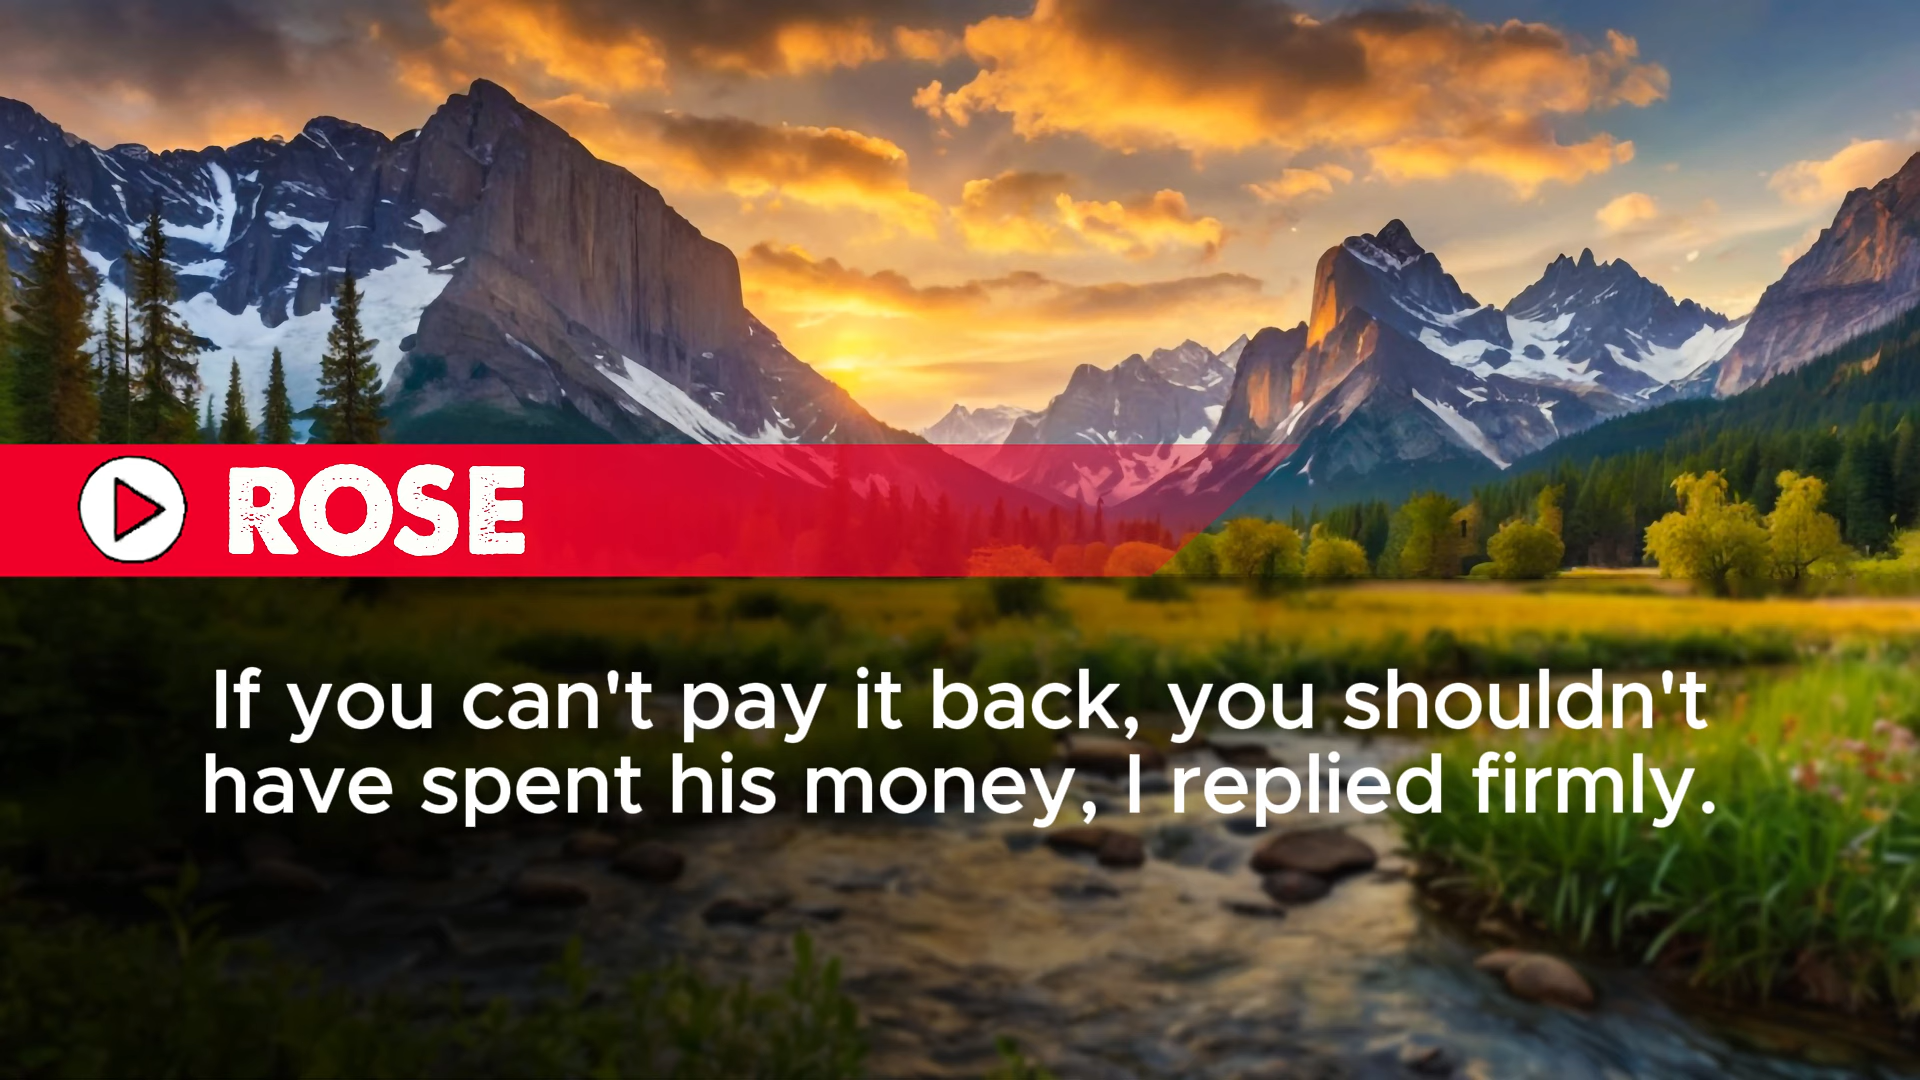 ROSE
If you can't pay it back, you shouldn't
have spent his money, I replied firmly.